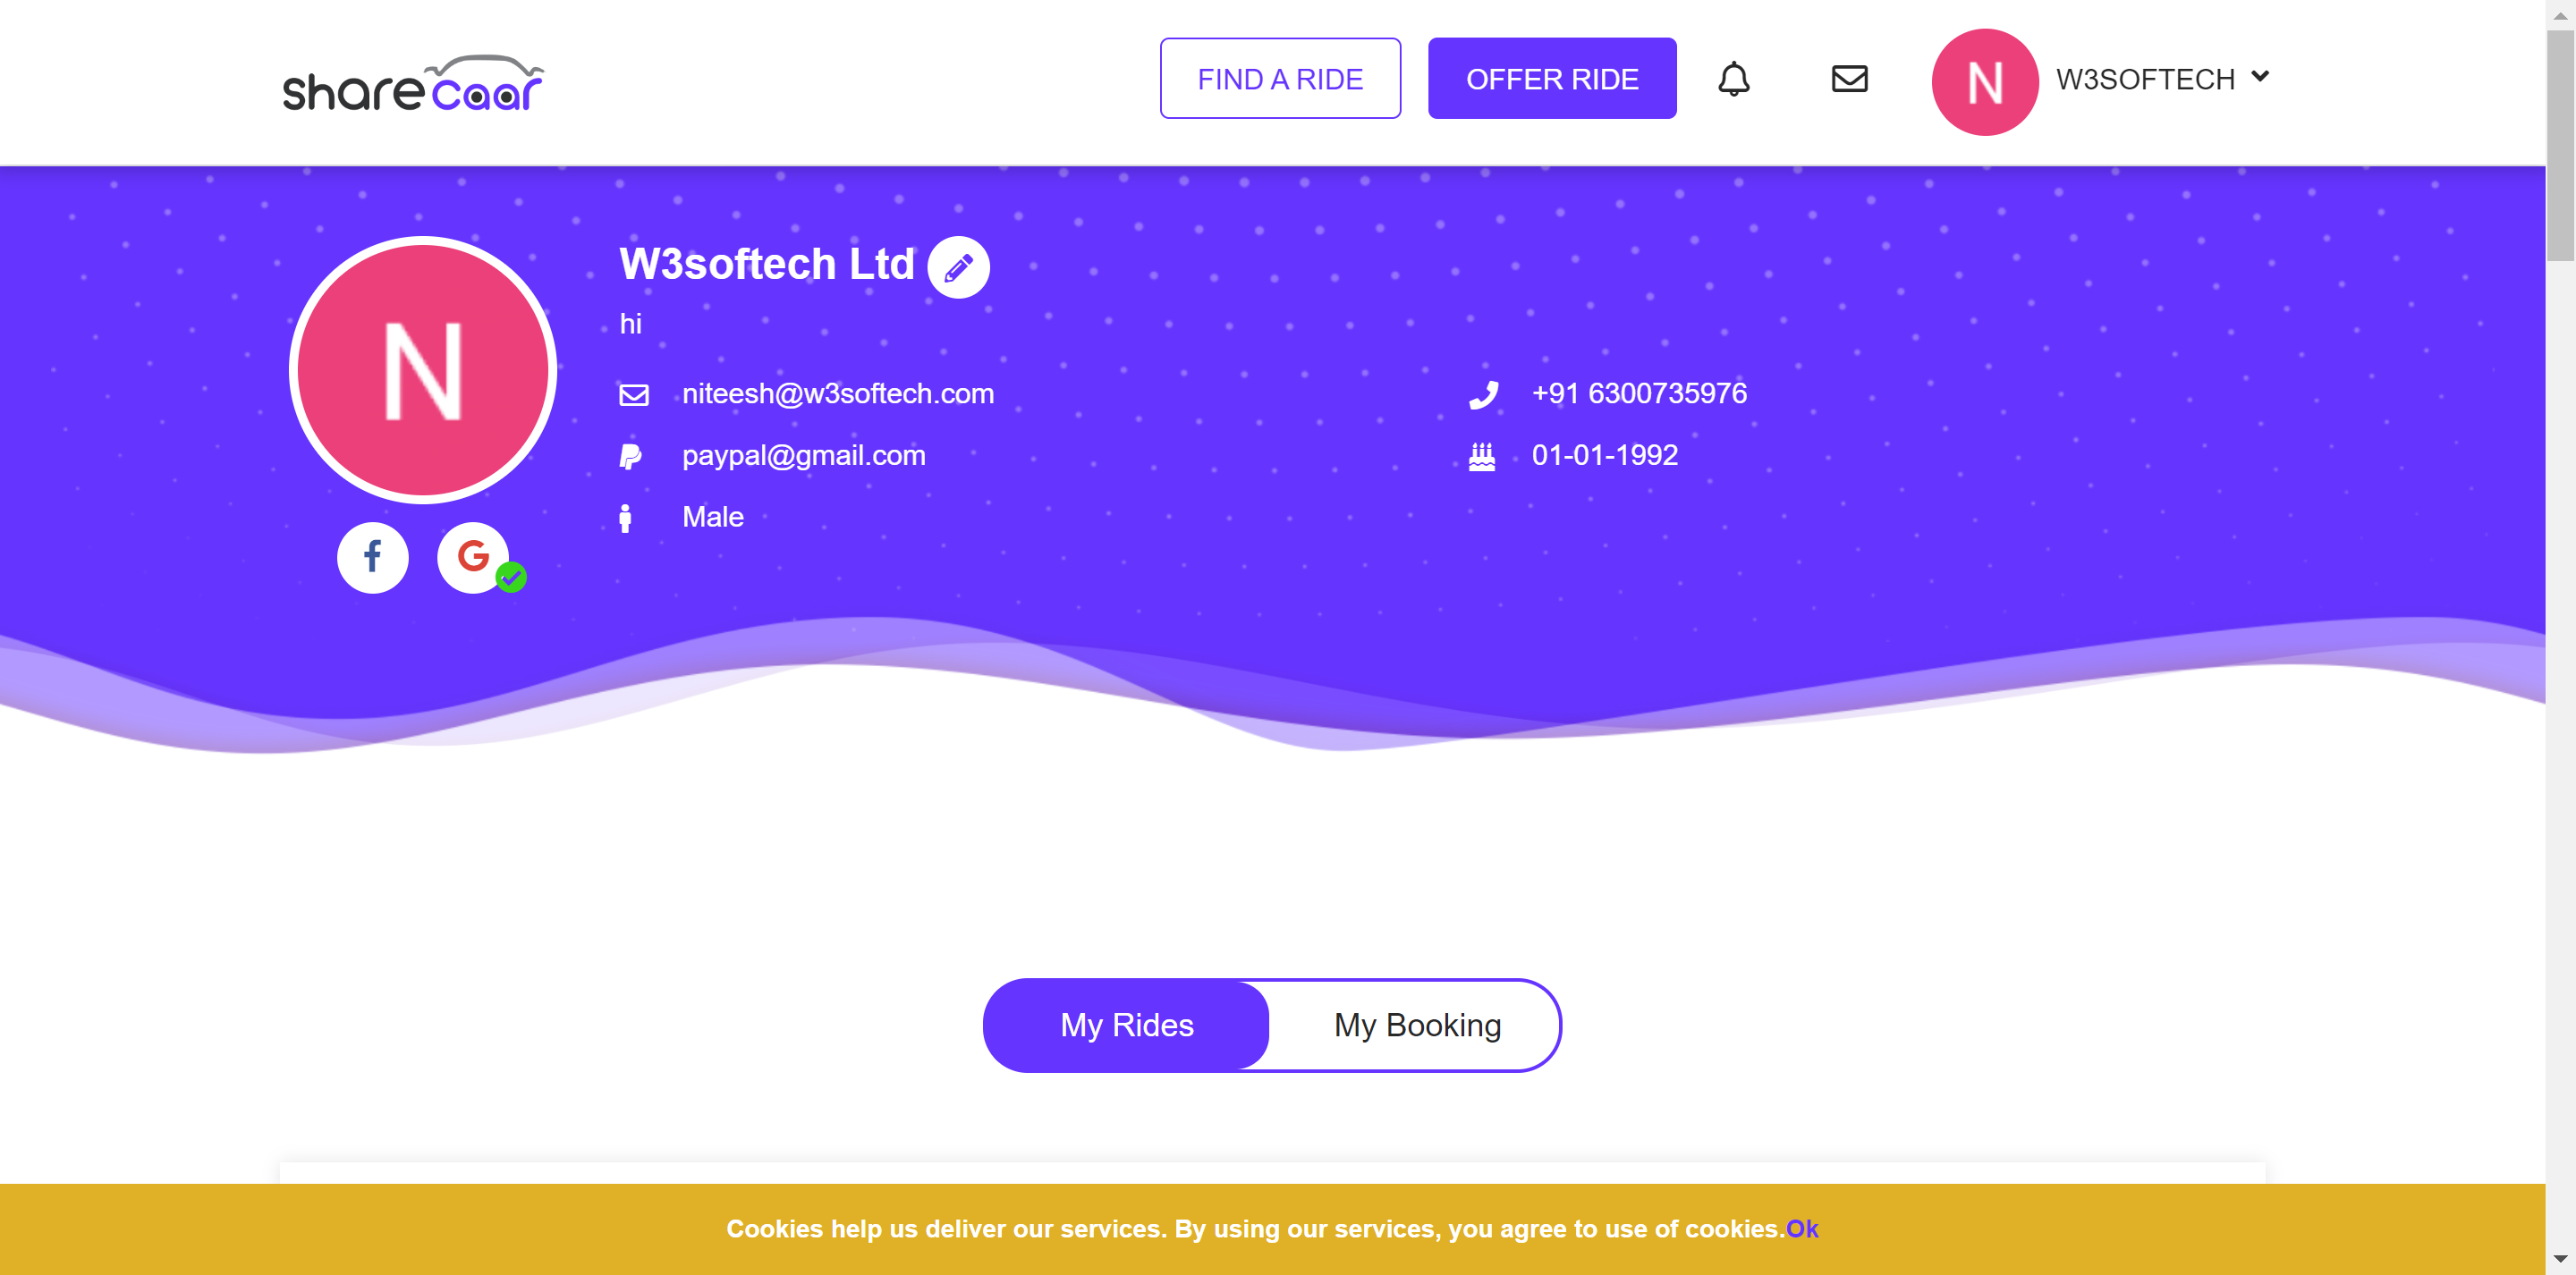 sharecaar
FIND A RIDE
OFFER RIDE
N
W3SOFTECH
N
W3softech Ltd
hi
niteesh@w3softech.com
+91 6300735976
paypal@gmail.com
01-01-1992
Male
My Rides
My Booking
Cookies help us deliver our services. By using our services, you agree to use of cookies.Ok